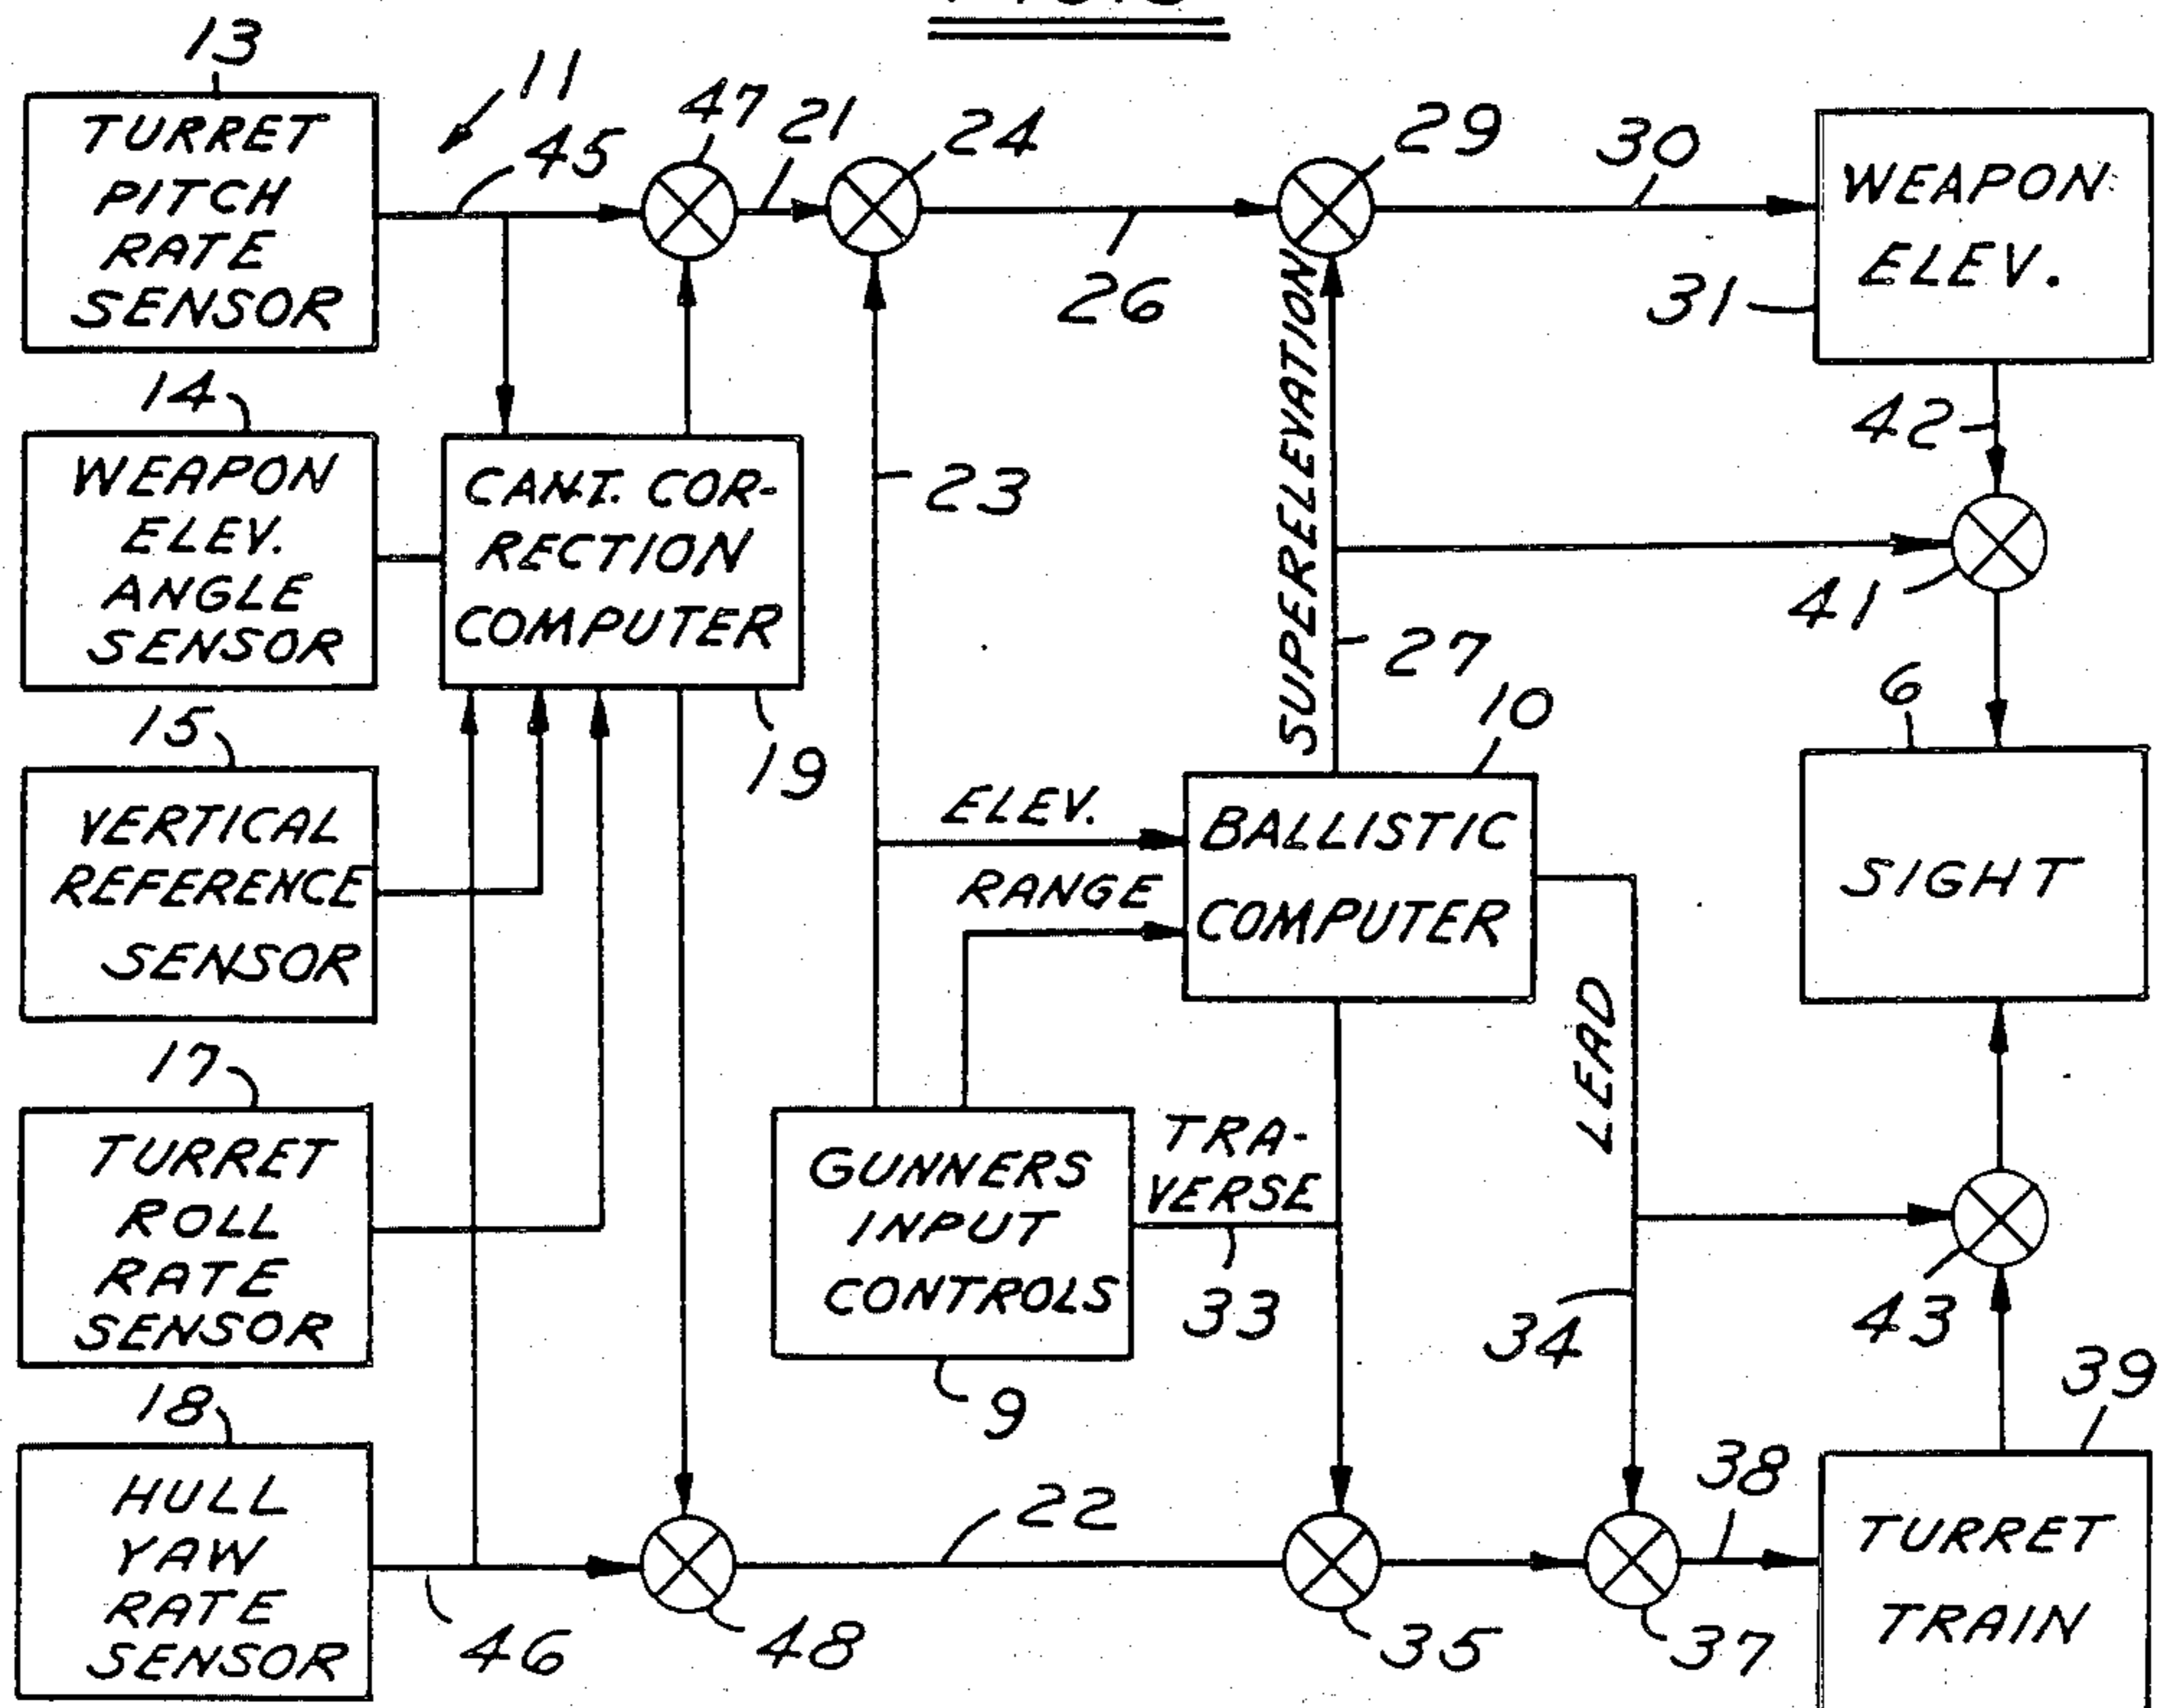 13
11
47
21
24
29
30
45
TURRET
PITCH
RATE
SENSOR
WEAPON
ELEV.
26
31
14
42
WEAPON
ELEV.
ANGLE
SENSOR
CANT. COR-
RECTION
COMPUTER
23
SUPERELEVATION
41
27
6
10
15
19
VERTICAL
REFERENCE
SENSOR
ELEV.
RANGE
BALLISTIC
COMPUTER
SIGHT
LEAD
17
TURRET
ROLL
RATE
SENSOR
GUNNERS
INPUT
CONTROLS
TRA-
VERSE
33
34
43
39
9
18
HULL
YAW
RATE
SENSOR
46
48
22
35
37
38
TURRET
TRAIN